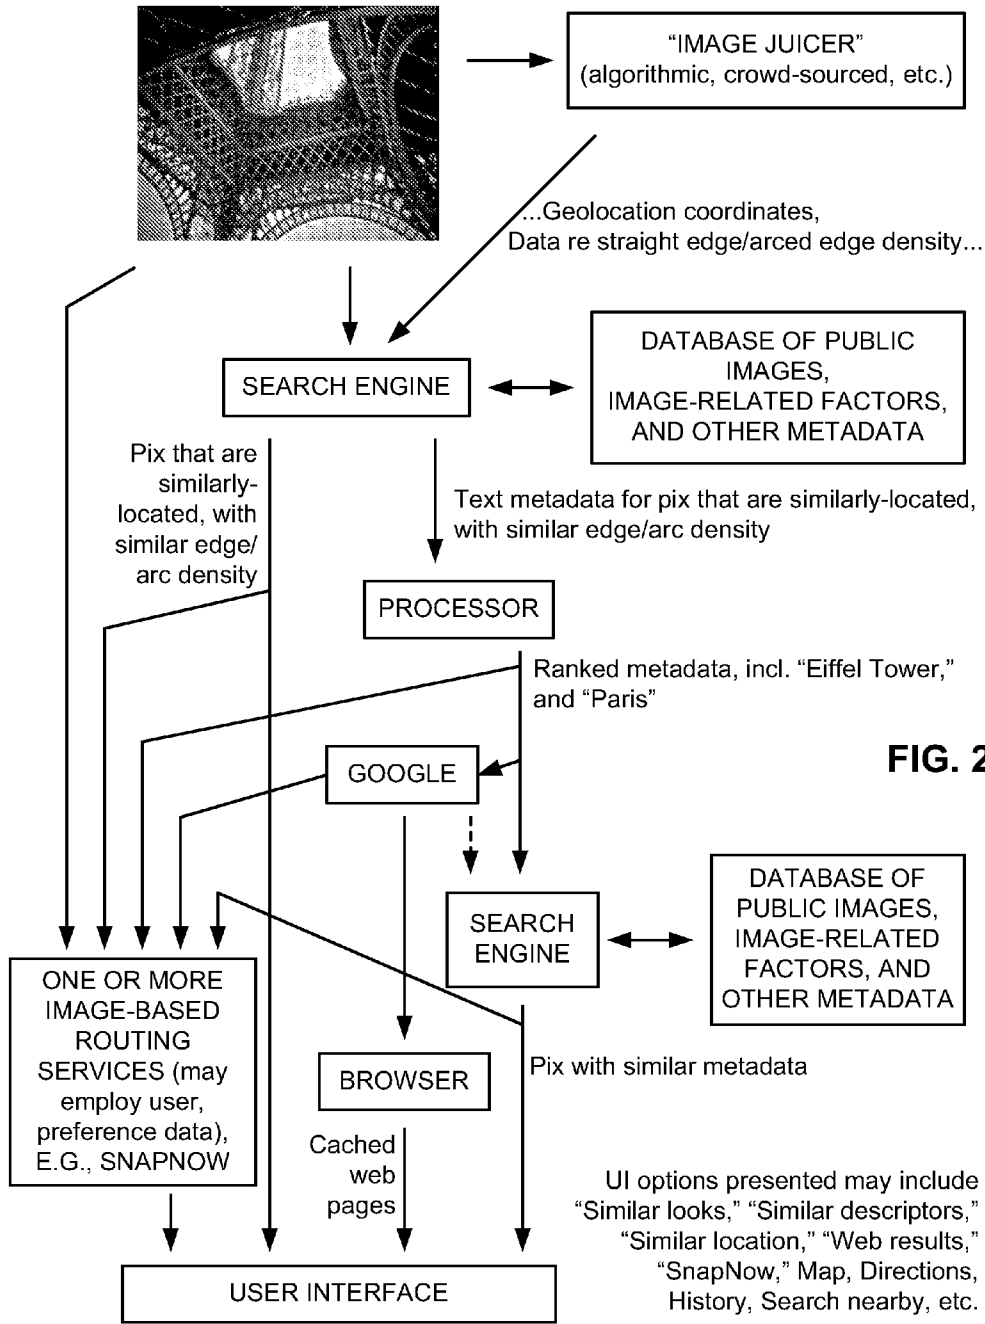 “IMAGE JUICER”
(algorithmic, crowd-sourced, etc.)
...Geolocation coordinates,
Data re straight edge/arced edge density...
DATABASE OF PUBLIC
IMAGES,
IMAGE-RELATED FACTORS,
AND OTHER METADATA
SEARCH ENGINE
Pix that are
similarly-
located, with
similar edge/
arc density
Text metadata for pix that are similarly-located,
with similar edge/arc density
PROCESSOR
Ranked metadata, incl. “Eiffel Tower,”
and “Paris”
FIG. 2
GOOGLE
SEARCH
ENGINE
DATABASE OF
PUBLIC IMAGES,
IMAGE-RELATED
FACTORS, AND
OTHER METADATA
ONE OR MORE
IMAGE-BASED
ROUTING
SERVICES (may
employ user,
preference data),
E.G., SNAPNOW
BROWSER
Pix with similar metadata
Cached
web
pages
UI options presented may include
“Similar looks,” “Similar descriptors,”
“Similar location,” “Web results,”
“SnapNow,” Map, Directions,
History, Search nearby, etc.
USER INTERFACE